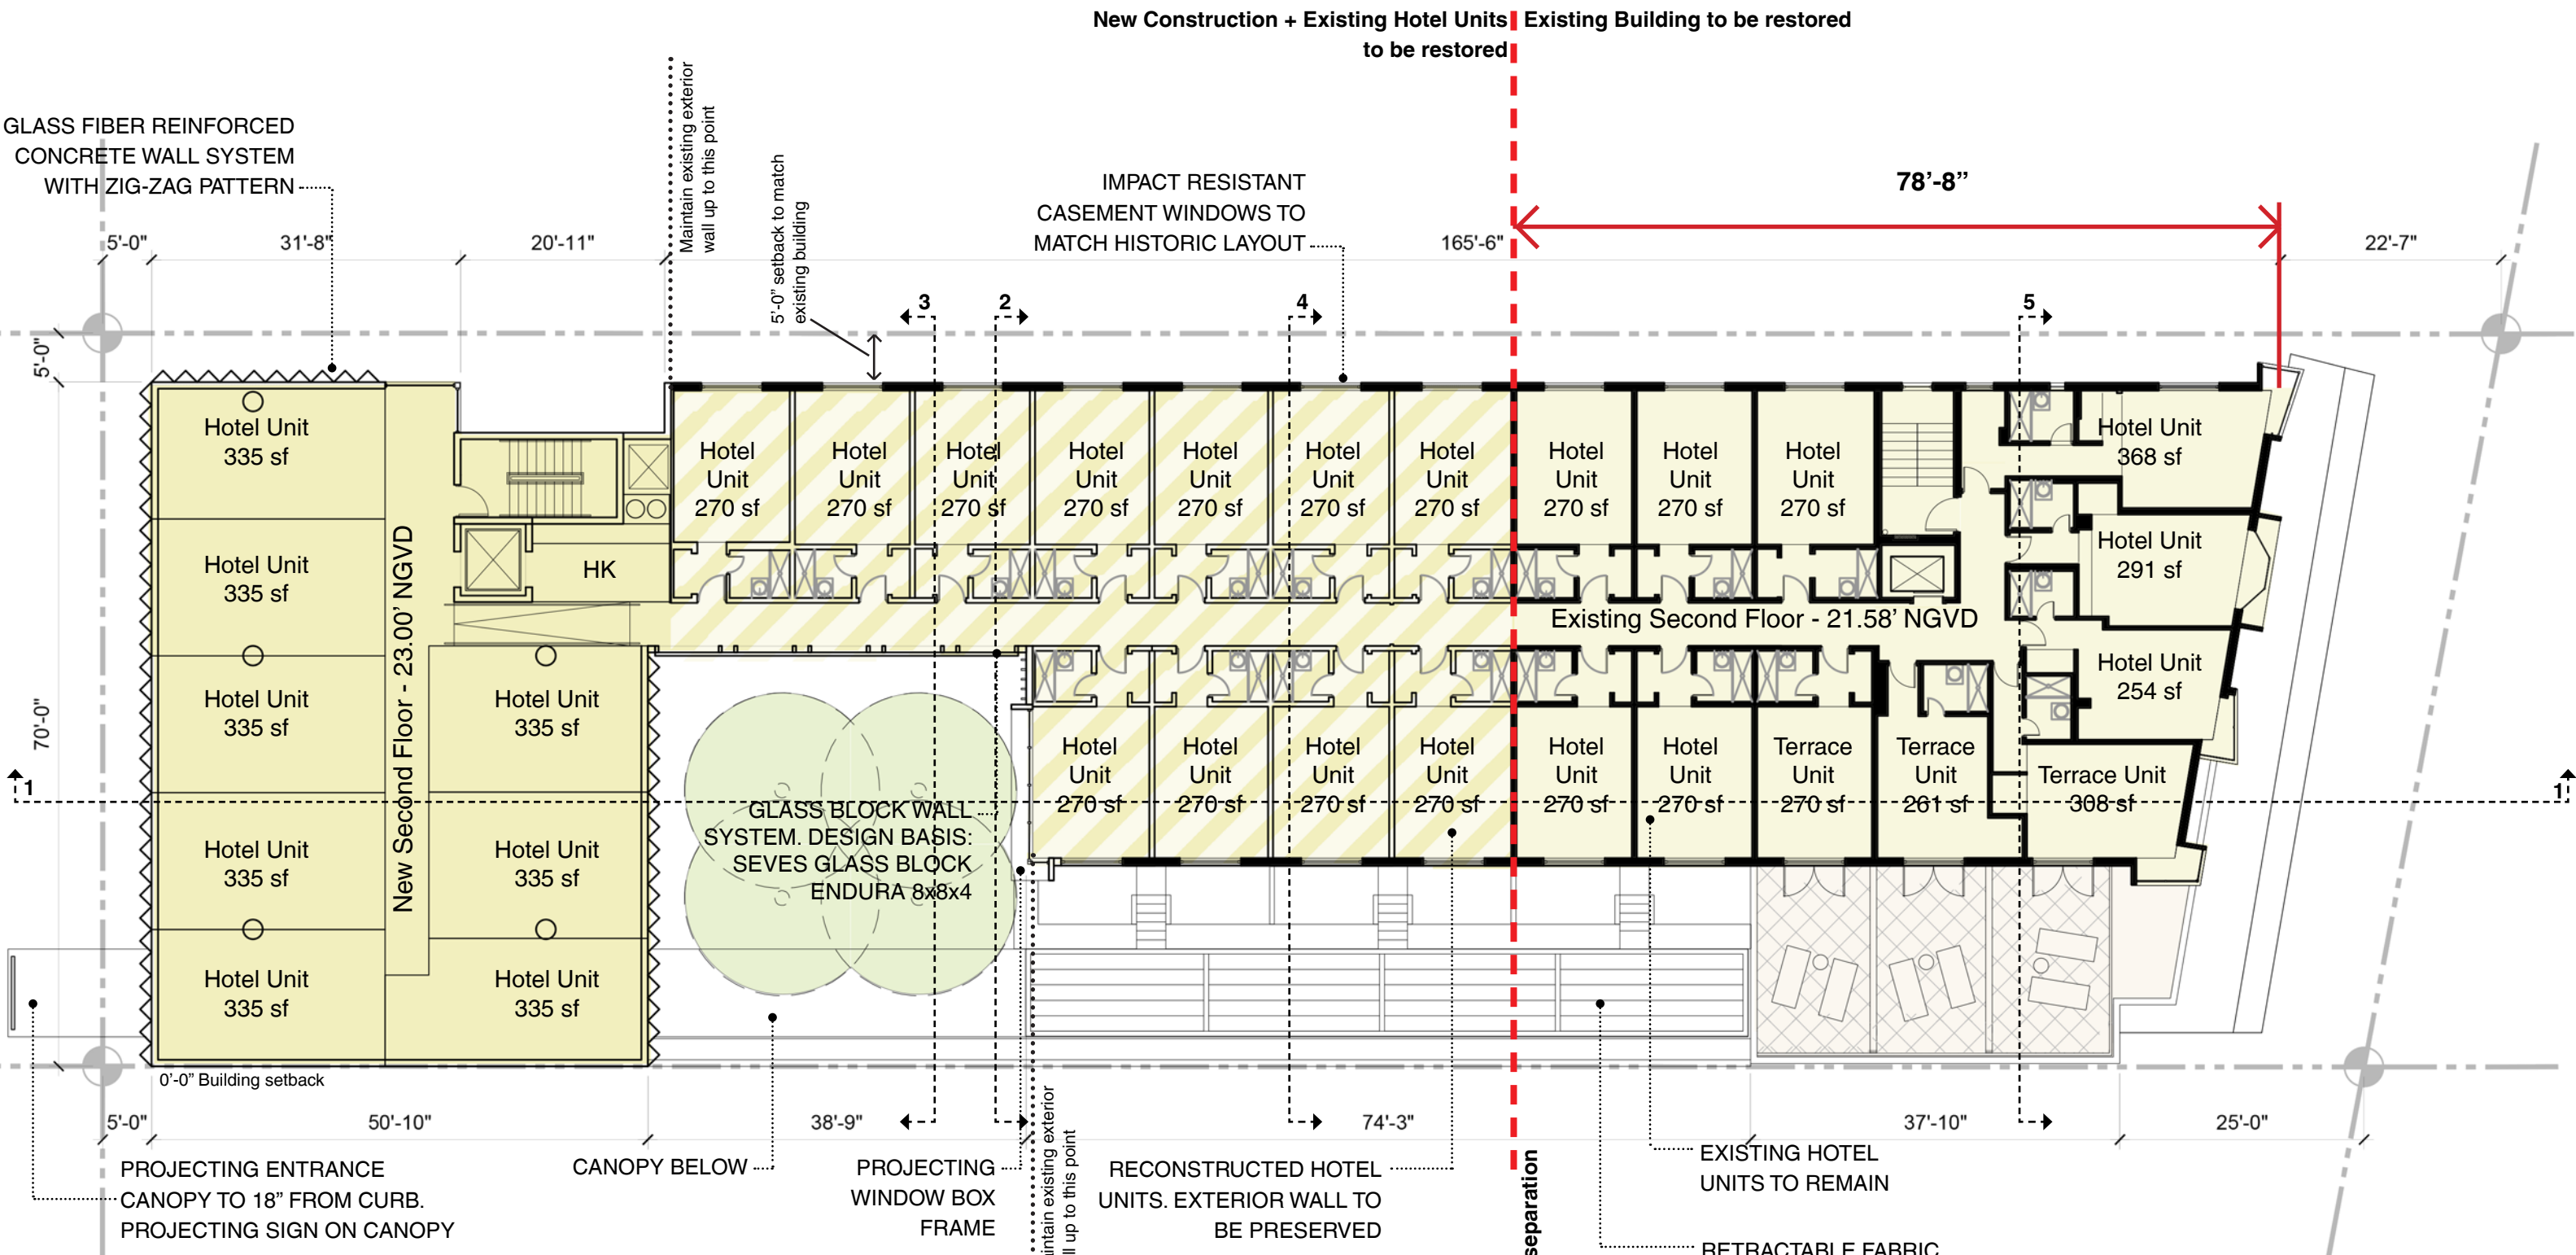 New Construction + Existing Hotel Units
to be restored
Existing Building to be restored
GLASS FIBER REINFORCED
CONCRETE WALL SYSTEM
WITH ZIG-ZAG PATTERN
Maintain existing exterior
wall up to this point
5'-0" setback to match
existing building
IMPACT RESISTANT
CASEMENT WINDOWS TO
MATCH HISTORIC LAYOUT
78'-8"
5'-0"
31'-8"
20'-11"
165'-6"
22'-7"
3
2
4
5
5'-0"
70'-0"
Hotel Unit
335 sf
Hotel Unit
335 sf
Hotel Unit
335 sf
Hotel Unit
335 sf
Hotel Unit
335 sf
New Second Floor - 23.00' NGVD
Hotel Unit
335 sf
Hotel Unit
335 sf
Hotel Unit
335 sf
HK
Hotel
Unit
270 sf
Hotel
Unit
270 sf
Hotel
Unit
270 sf
Hotel
Unit
270 sf
Hotel
Unit
270 sf
Hotel
Unit
270 sf
Hotel
Unit
270 sf
Hotel
Unit
270 sf
Hotel
Unit
270 sf
Hotel
Unit
270 sf
Hotel Unit
368 sf
Hotel Unit
291 sf
Hotel Unit
254 sf
Existing Second Floor - 21.58' NGVD
Hotel
Unit
270 sf
Hotel
Unit
270 sf
Hotel
Unit
270 sf
Hotel
Unit
270 sf
Hotel
Unit
270 sf
Hotel
Unit
270 sf
Terrace
Unit
270 sf
Terrace
Unit
261 sf
Terrace Unit
308 sf
1
1
GLASS BLOCK WALL
SYSTEM. DESIGN BASIS:
SEVES GLASS BLOCK
ENDURA 8x8x4
0'-0" Building setback
5'-0"
50'-10"
38'-9"
74'-3"
37'-10"
25'-0"
PROJECTING ENTRANCE
CANOPY TO 18" FROM CURB.
PROJECTING SIGN ON CANOPY
CANOPY BELOW
PROJECTING
WINDOW BOX
FRAME
intain existing exterior
ll up to this point
RECONSTRUCTED HOTEL
UNITS. EXTERIOR WALL TO
BE PRESERVED
separation
EXISTING HOTEL
UNITS TO REMAIN
RETRACTABLE FABRIC